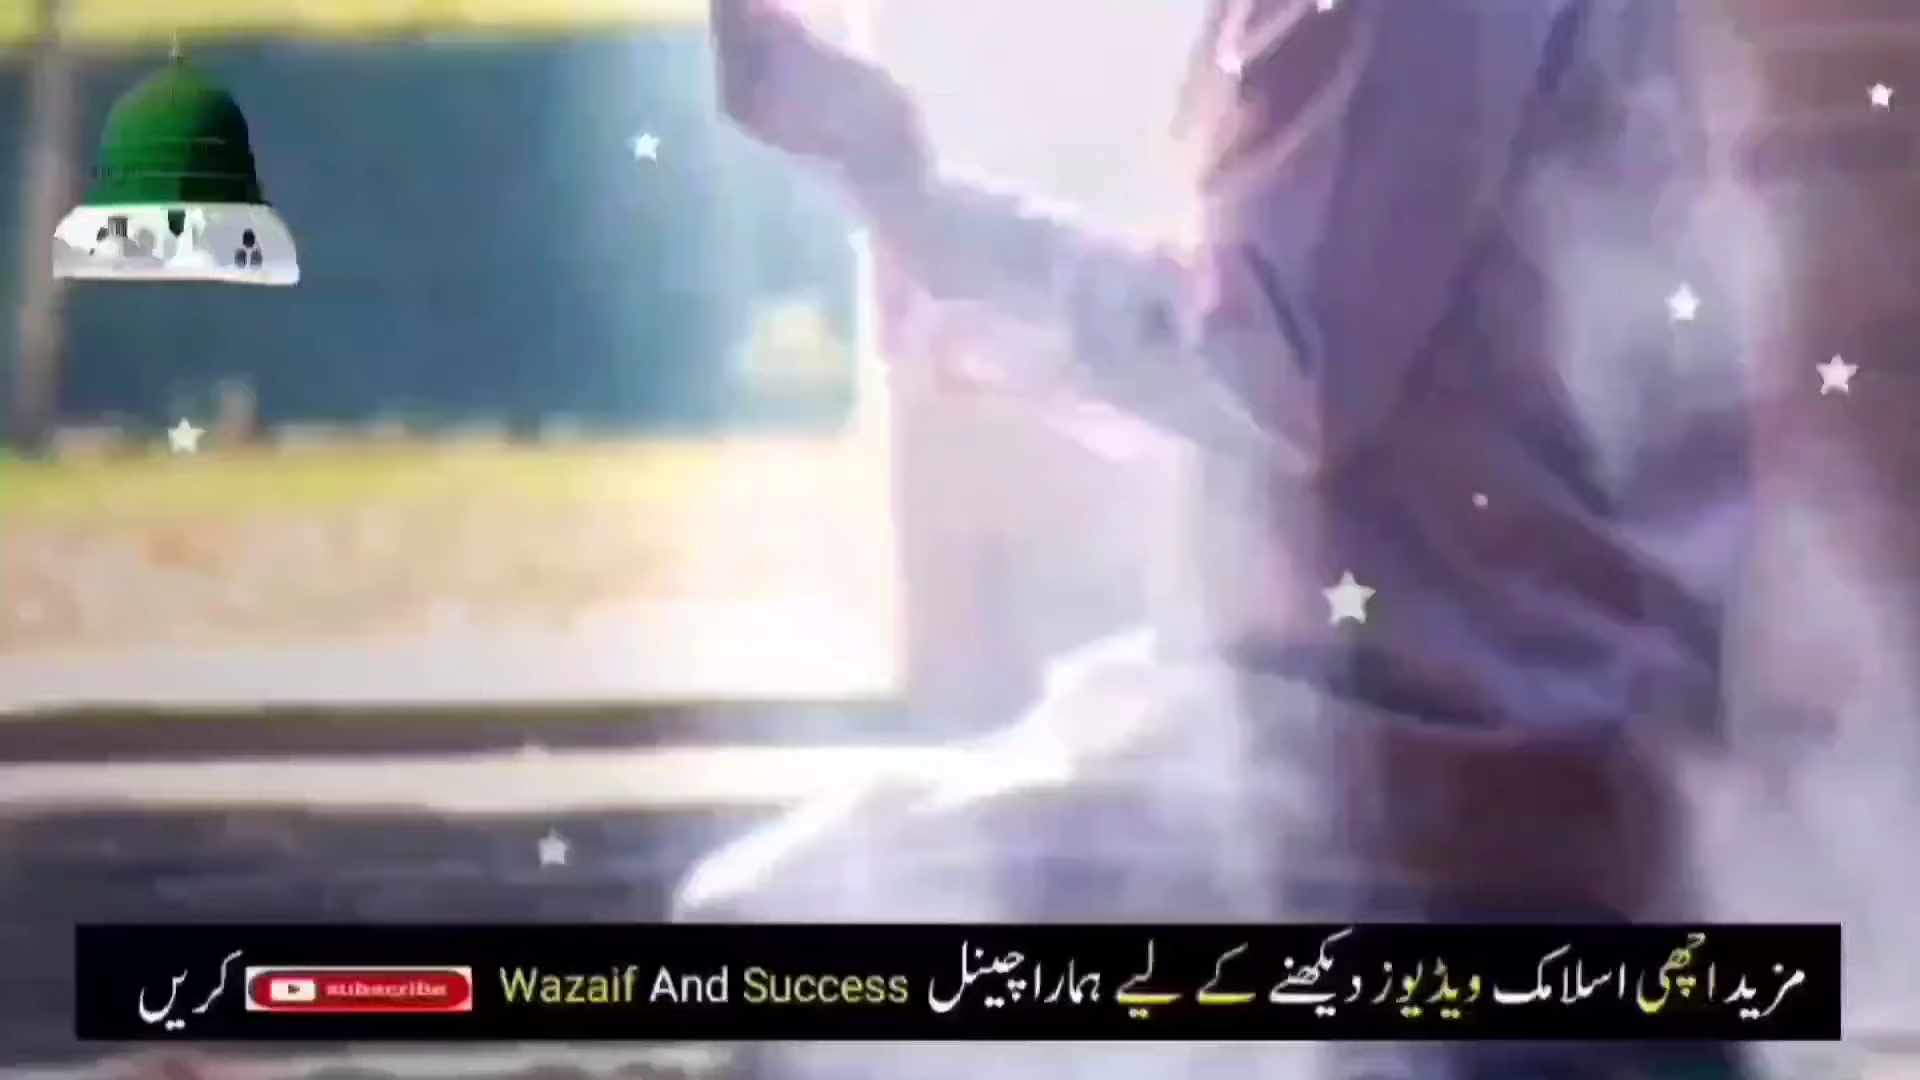 مزید اچھی اسلامک ویڈیوز دیکھنے کے لیے ہمارا چینل Wazaif And Success subscribe کریں